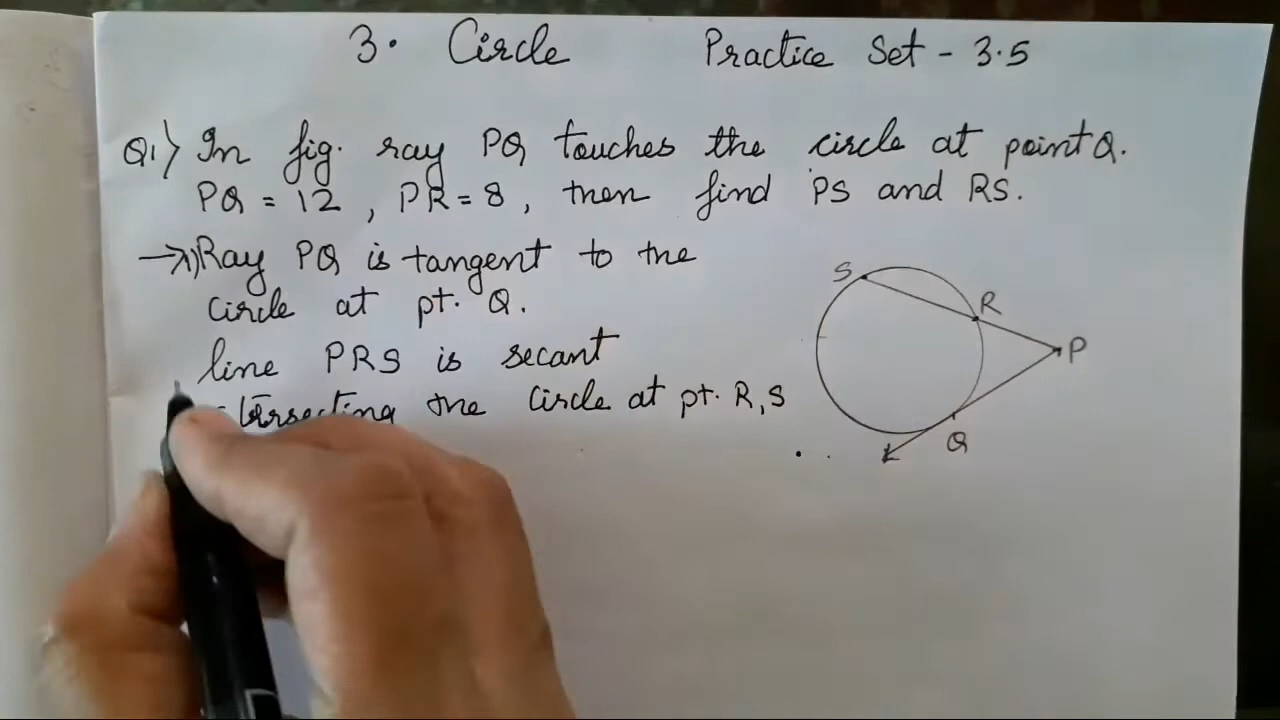 3. Circle Practice Set - 3.5
Q1) In fig. ray PQ touches the circle at point Q.
PQ = 12 , PR = 8 , then find PS and RS.
→ Ray PQ is tangent to the
circle at pt. Q.
line PRS is secant
the circle at pt. R,S
S
R
P
Q